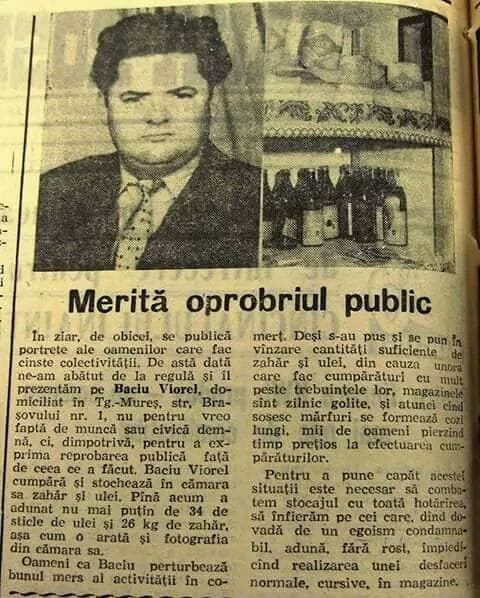 Merită oprobriul public
În ziar, de obicei, se publică
portrete ale oamenilor care fac
cinste colectivității. De astă dată
ne-am abătut de la regulă și îl
prezentăm pe Baciu Viorel, do-
miciliat în Tg.-Mureș, str. Bra-
șovului nr. 1, nu pentru vreo
faptă de muncă sau civică dem-
nă, ci, dimpotrivă, pentru a ex-
prima reprobarea publică față
de ceea ce a făcut. Baciu Viorel
cumpără și stochează în cămara
sa zahăr și ulei. Pînă acum a
adunat nu mai puțin de 34 de
sticle de ulei și 26 kg de zahăr,
așa cum o arată și fotografia
din cămara sa.
Oameni ca Baciu perturbează
bunul mers al activității în co-
merț. Deși s-au pus și se pun în
vînzare cantități suficiente de
zahăr și ulei, din cauza unora
care fac cumpărături cu mult
peste trebuințele lor, magazinele
sînt zilnic golite, și atunci cînd
sosesc mărfuri se formează cozi
lungi, mii de oameni pierzînd
timp prețios la efectuarea cum-
părăturilor.
Pentru a pune capăt acestei
situații este necesar să comba-
tem stocajul cu toată hotărîrea,
să înfierăm pe cei care, dînd do-
vadă de un egoism condamna-
bil, adună, fără rost, împiedi-
cînd realizarea unei desfaceri
normale, cursive, în magazine.